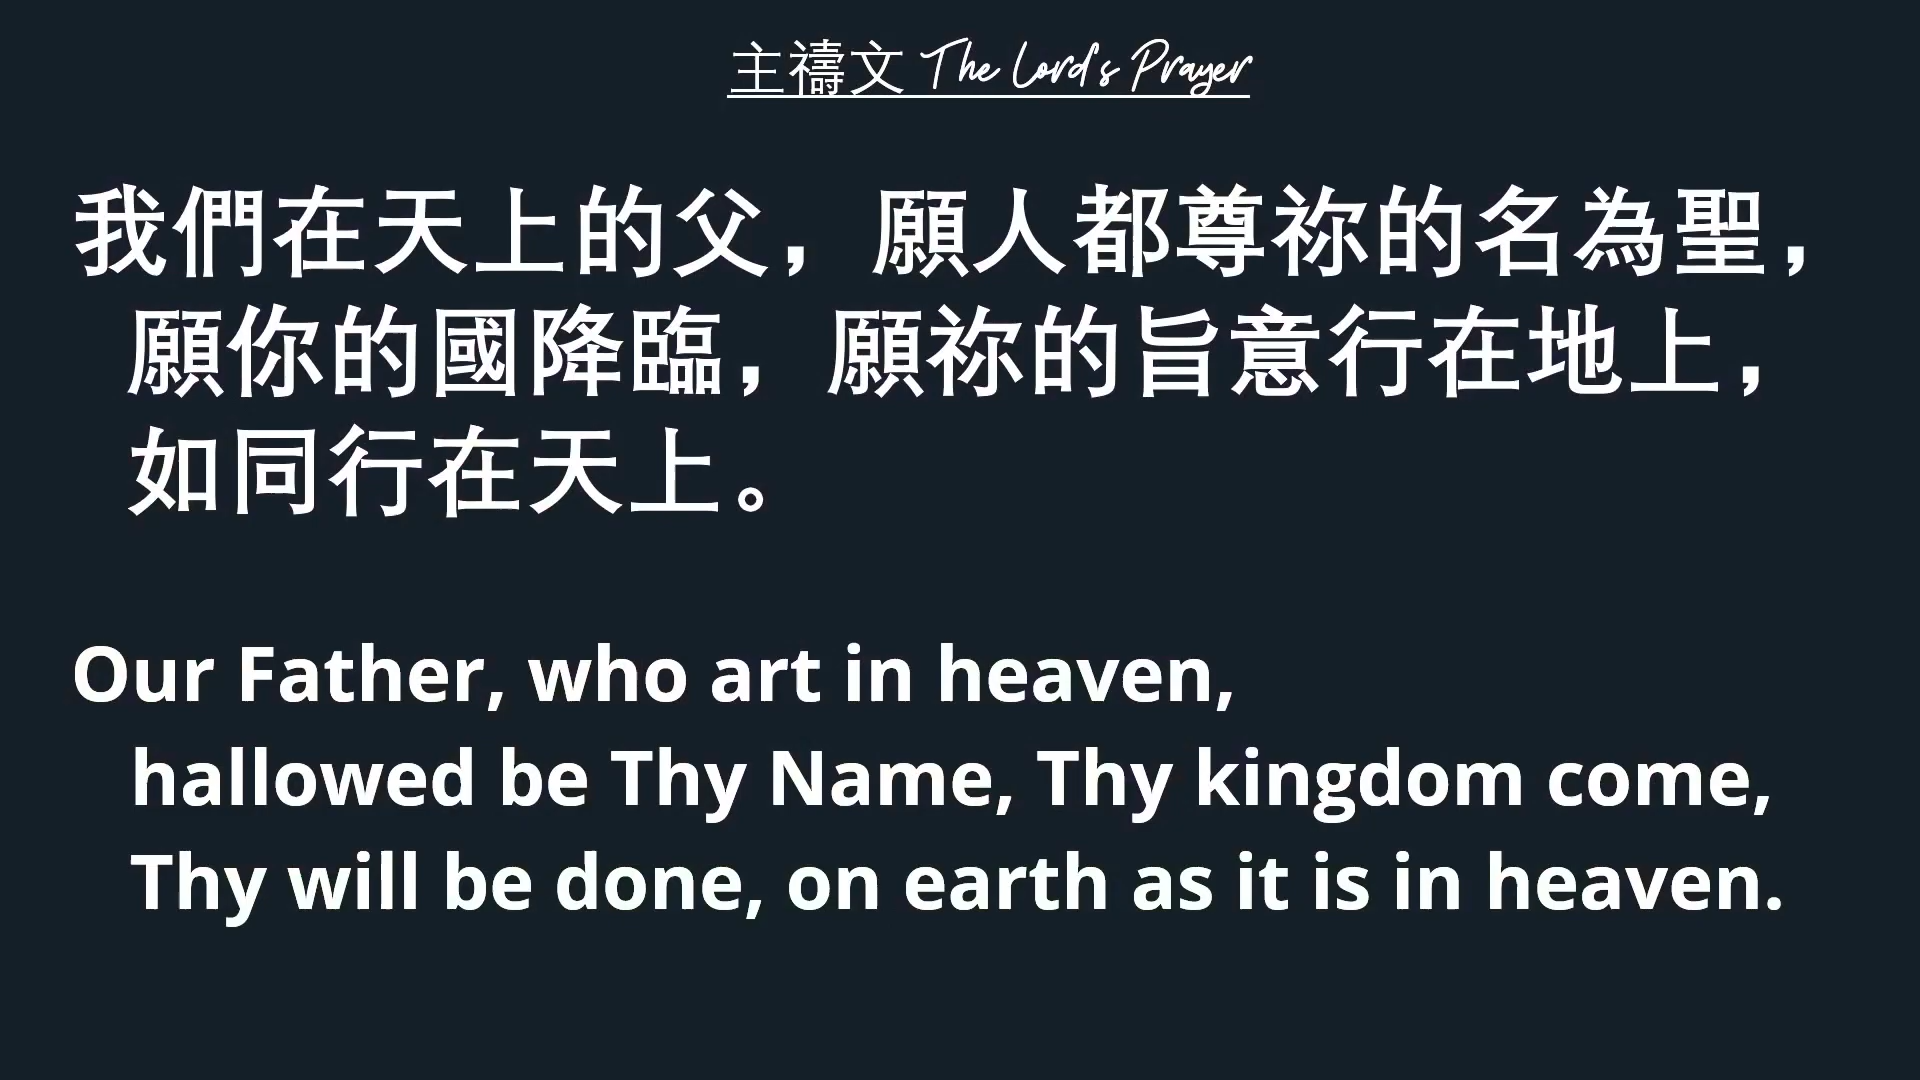 主禱文 The Lord's Prayer
我們在天上的父，願人都尊祢的名為聖，
願你的國降臨，願祢的旨意行在地上，
如同行在天上。
Our Father, who art in heaven,
hallowed be Thy Name, Thy kingdom come,
Thy will be done, on earth as it is in heaven.